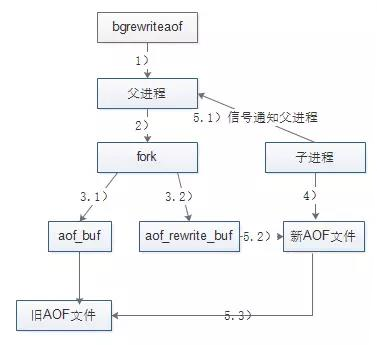 bgrewriteaof
1)
父进程
2)
5.1) 信号通知父进程
fork
子进程
3.1)
3.2)
4)
aof_buf
aof_rewrite_buf
5.2)
新AOF文件
旧AOF文件
5.3)